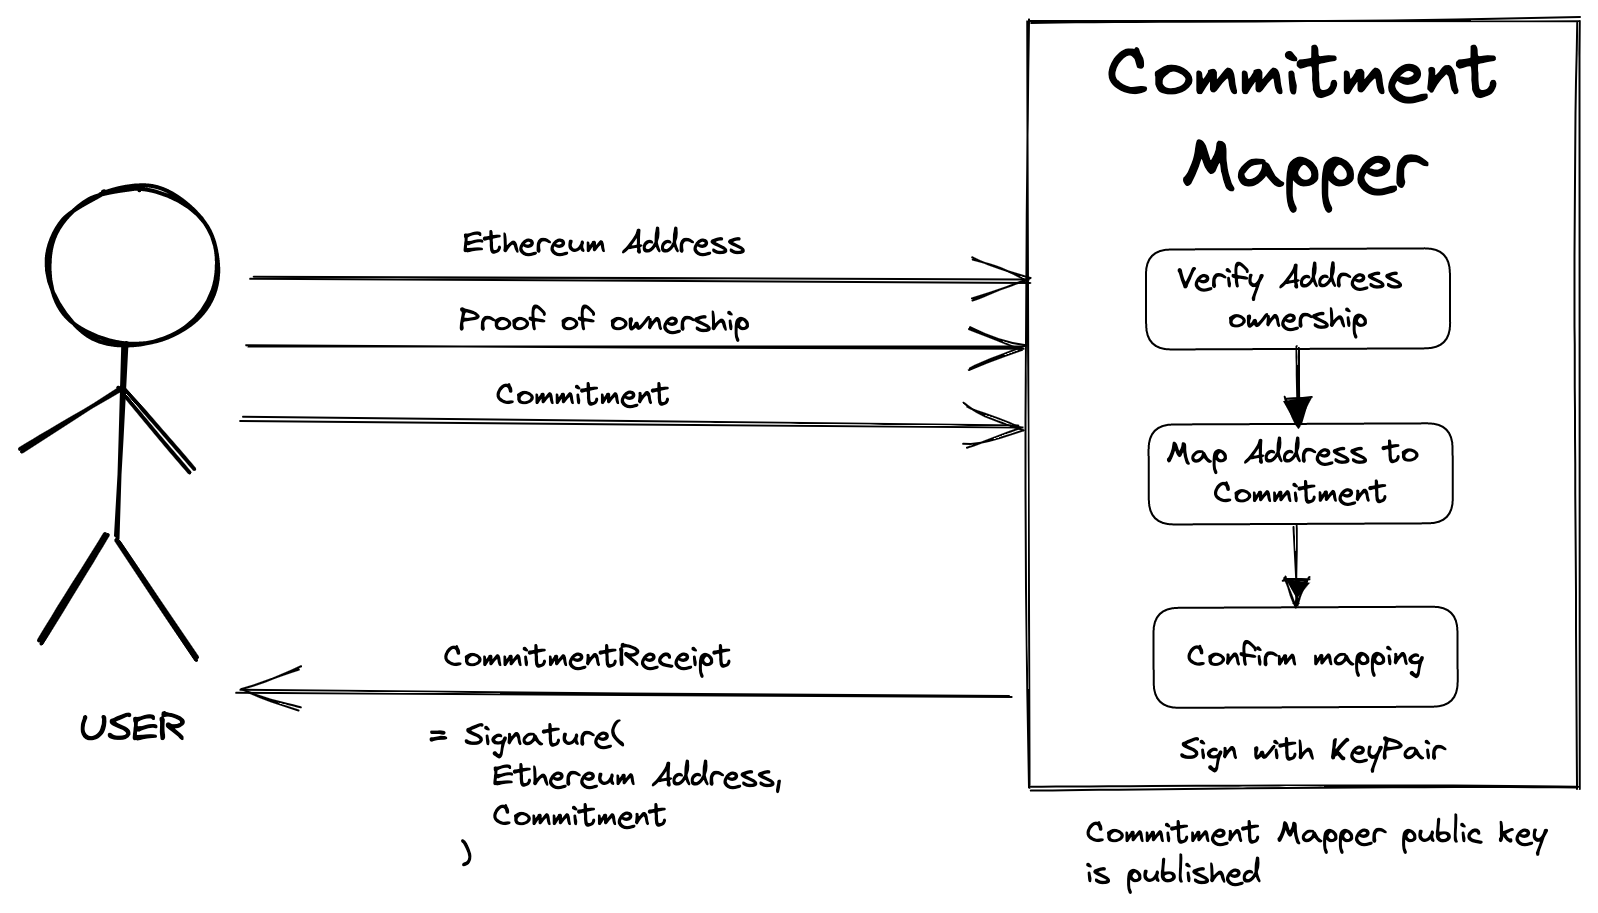 Commitment
Mapper
Ethereum Address
Proof of ownership
Commitment
Verify Address
ownership
Map Address to
Commitment
Confirm mapping
Sign with KeyPair
CommitmentReceipt
= Signature(
Ethereum Address,
Commitment
)
USER
Commitment Mapper public key
is published